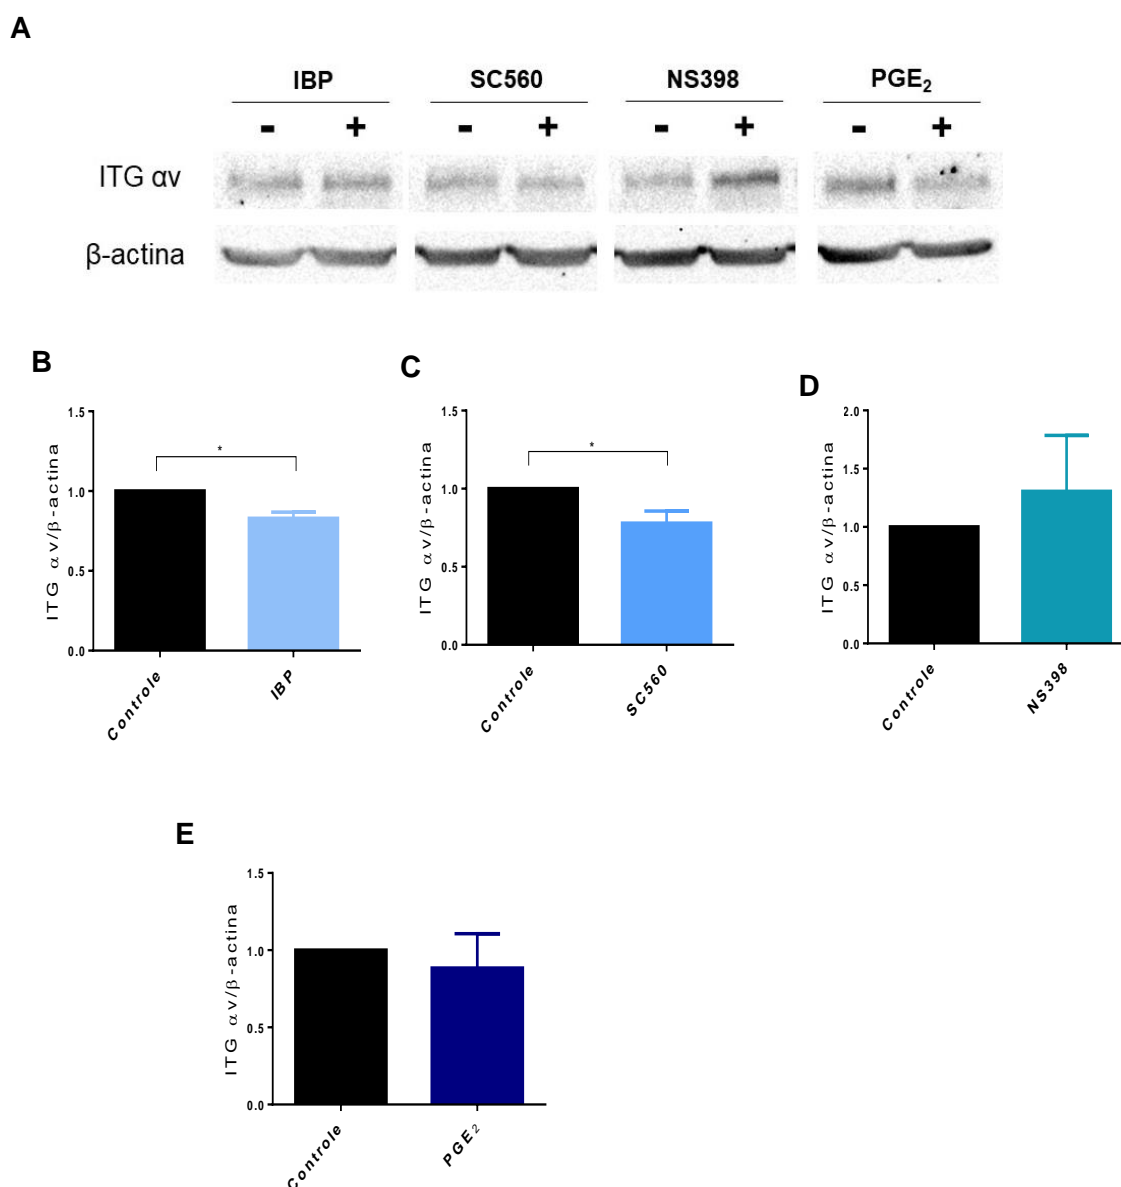 A
IBP SC560 NS398 PGE₂
- + - + - + - +
ITG αv
β-actina
B
1.5
1.0
0.5
0.0
ITG αv/β-actina
*
Controle IBP
C
1.5
1.0
0.5
0.0
ITG αv/β-actina
*
Controle SC560
D
2.0
1.5
1.0
0.5
0.0
ITG αv/β-actina
Controle NS398
E
1.5
1.0
0.5
0.0
ITG αv/β-actina
Controle PGE₂